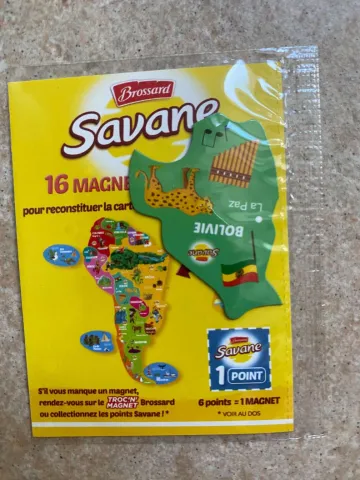 Brossard
Savane
16 MAGNE
pour reconstituer la cart
La Paz
BOLIVIE
Savane
Brossard
Savane
1 POINT
S'il vous manque un magnet,
rendez-vous sur le TROC'N' MAGNET Brossard
ou collectionnez les points Savane ! *
6 points = 1 MAGNET
* VOIR AU DOS